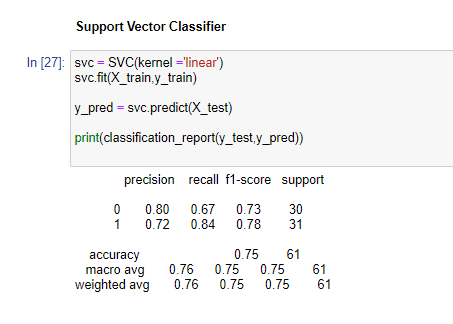 Support Vector Classifier
In [27]: svc = SVC(kernel ='linear')
svc.fit(X_train,y_train)
y_pred = svc.predict(X_test)
print(classification_report(y_test,y_pred))
precision recall f1-score support
0 0.80 0.67 0.73 30
1 0.72 0.84 0.78 31
accuracy 0.75 61
macro avg 0.76 0.75 0.75 61
weighted avg 0.76 0.75 0.75 61